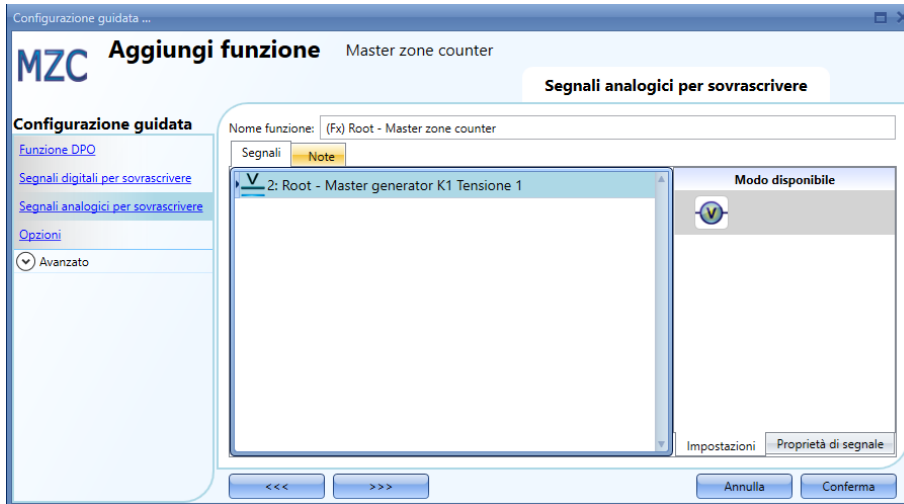 Configurazione guidata ...
MZC
Aggiungi funzione
Master zone counter
Segnali analogici per sovrascrivere
Configurazione guidata
Funzione DPO
Segnali digitali per sovrascrivere
Segnali analogici per sovrascrivere
Opzioni
Avanzato
Nome funzione: (Fx) Root - Master zone counter
Segnali Note
V 2: Root - Master generator K1 Tensione 1
Modo disponibile
V
Impostazioni Proprietà di segnale
<<< >>> Annulla Conferma